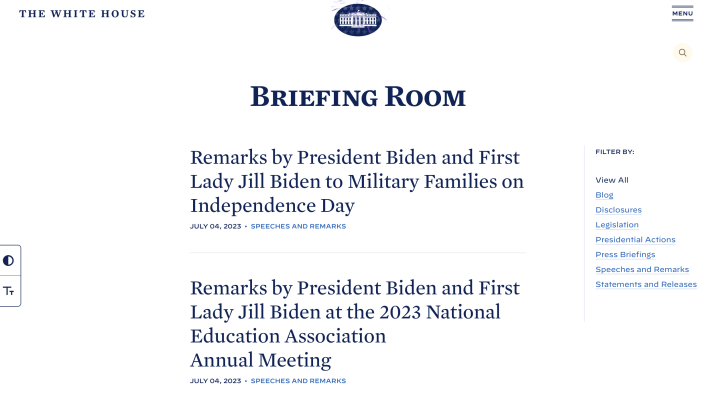 THE WHITE HOUSE
MENU
BRIEFING ROOM
Remarks by President Biden and First
Lady Jill Biden to Military Families on
Independence Day
JULY 04, 2023 • SPEECHES AND REMARKS
Remarks by President Biden and First
Lady Jill Biden at the 2023 National
Education Association
Annual Meeting
JULY 04, 2023 • SPEECHES AND REMARKS
FILTER BY:
View All
Blog
Disclosures
Legislation
Presidential Actions
Press Briefings
Speeches and Remarks
Statements and Releases
TT